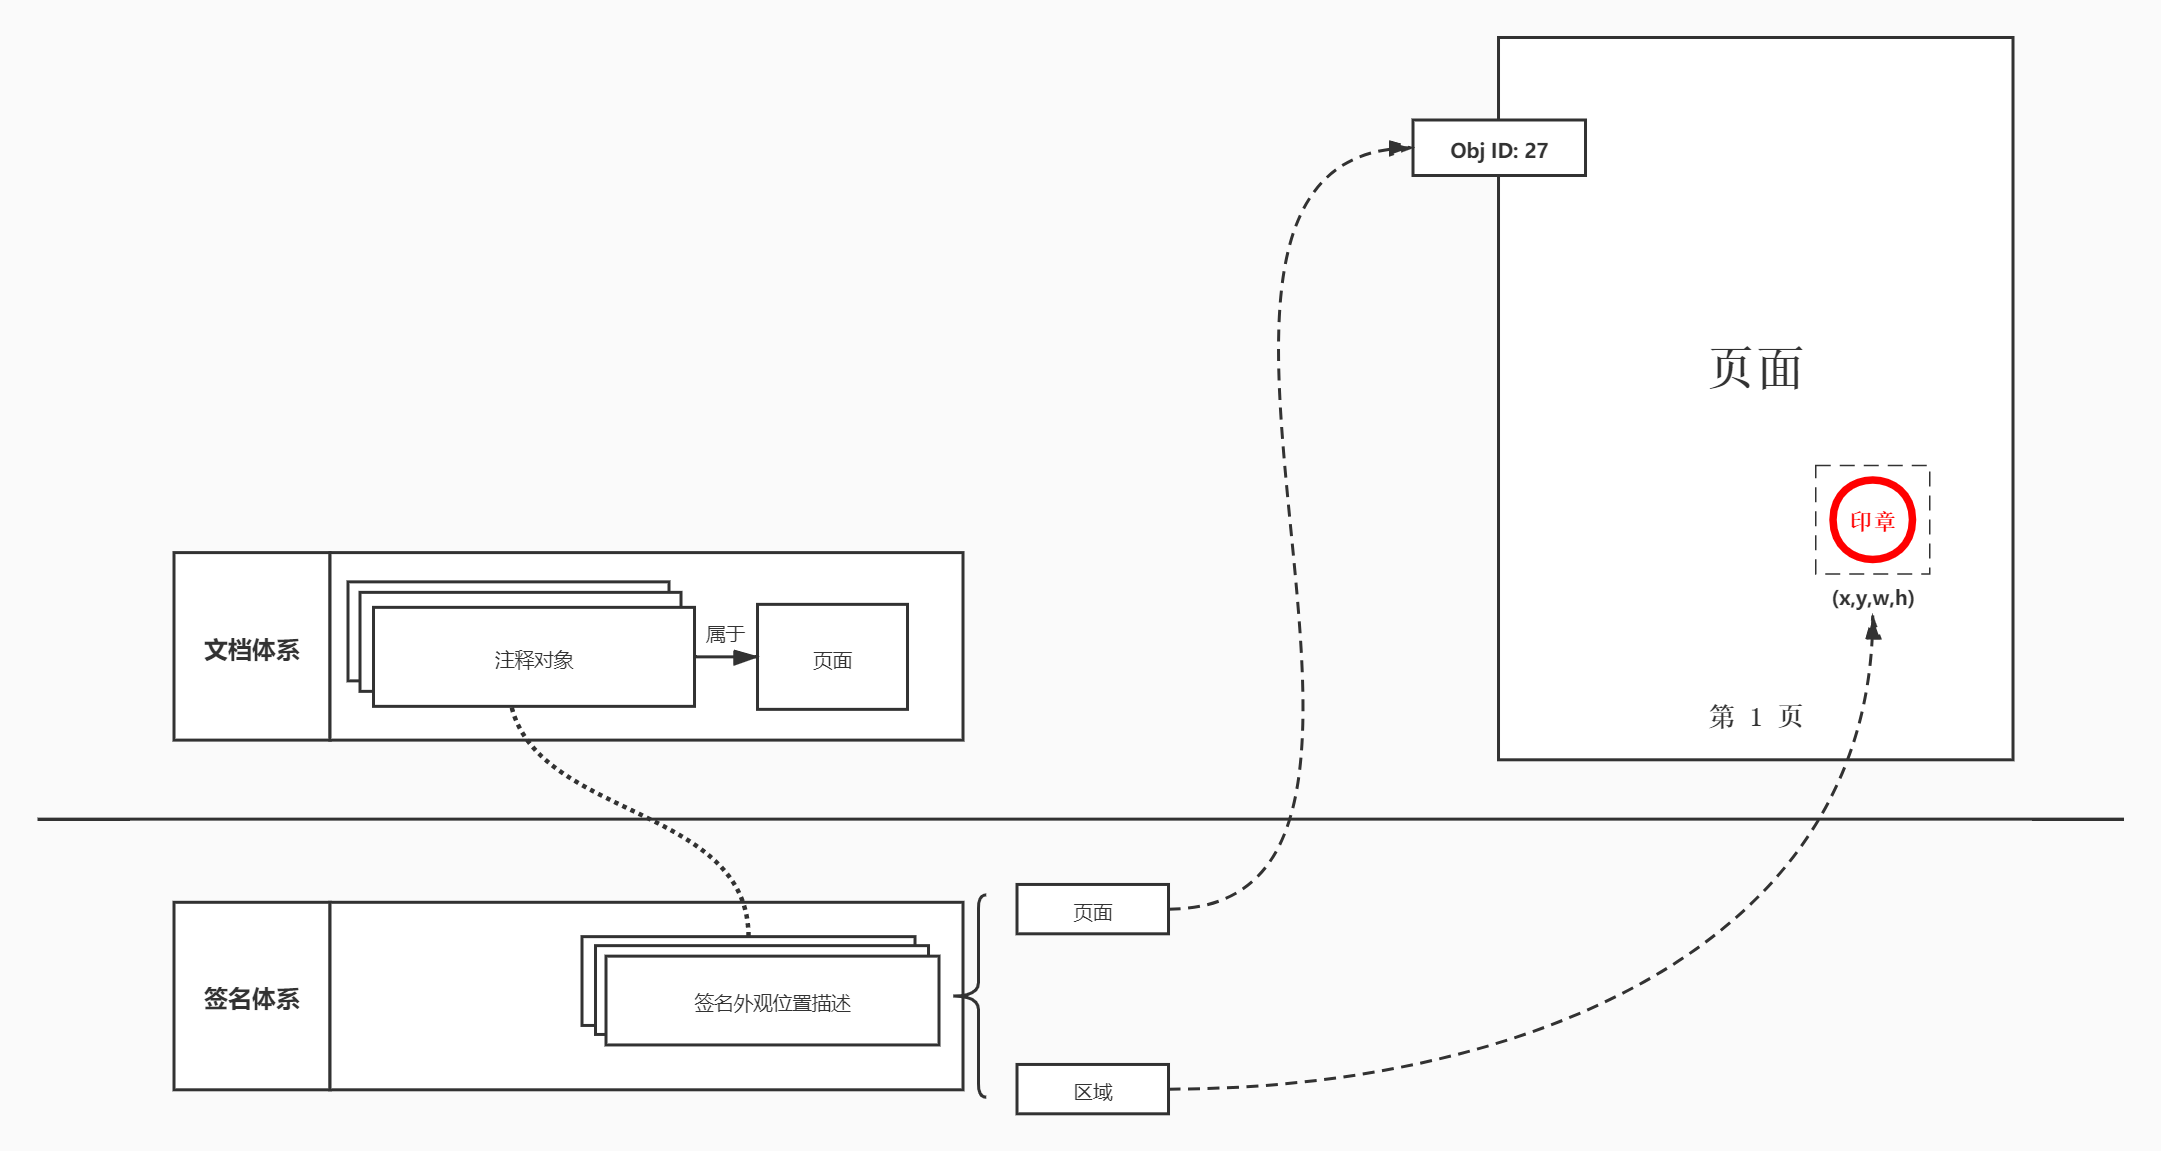 Obj ID: 27
页面
印章
(x,y,w,h)
第 1 页
文档体系
注释对象
属于
页面
签名体系
签名外观位置描述
页面
区域